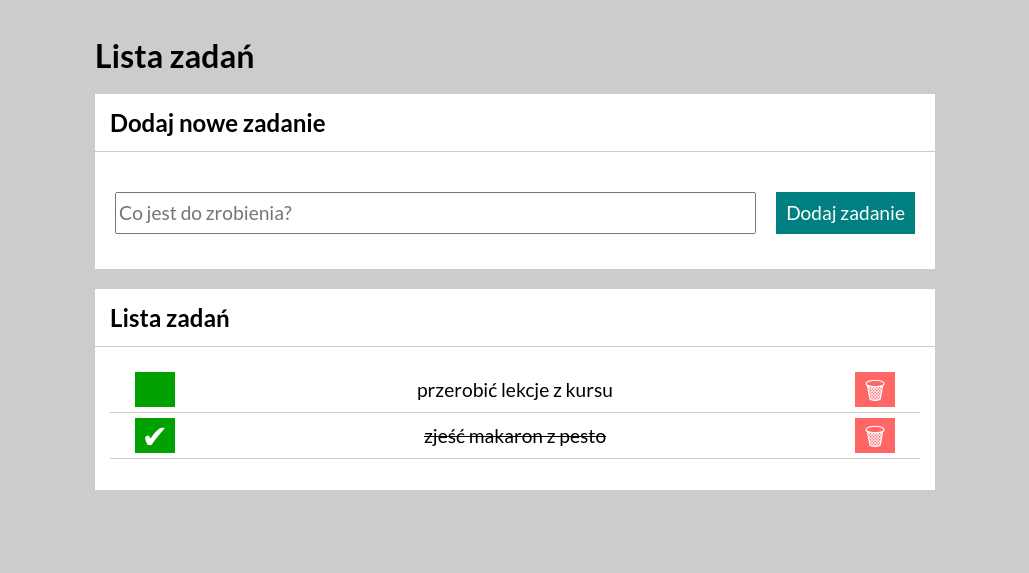 Lista zadań
Dodaj nowe zadanie
Co jest do zrobienia?
Dodaj zadanie
Lista zadań
przerobić lekcje z kursu
zjeść makaron z pesto